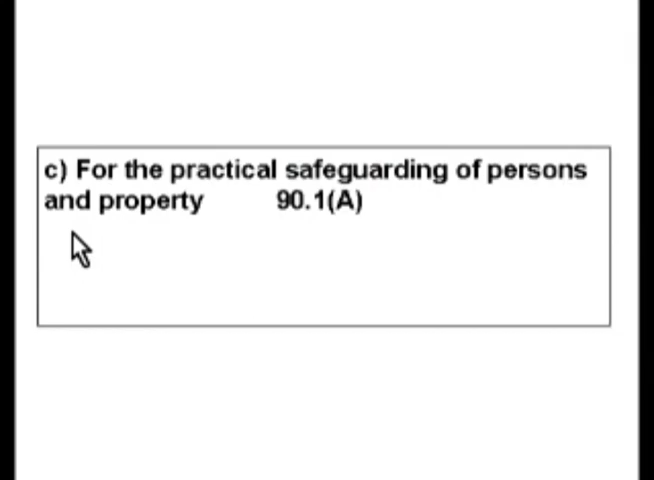 c) For the practical safeguarding of persons
and property 90.1(A)